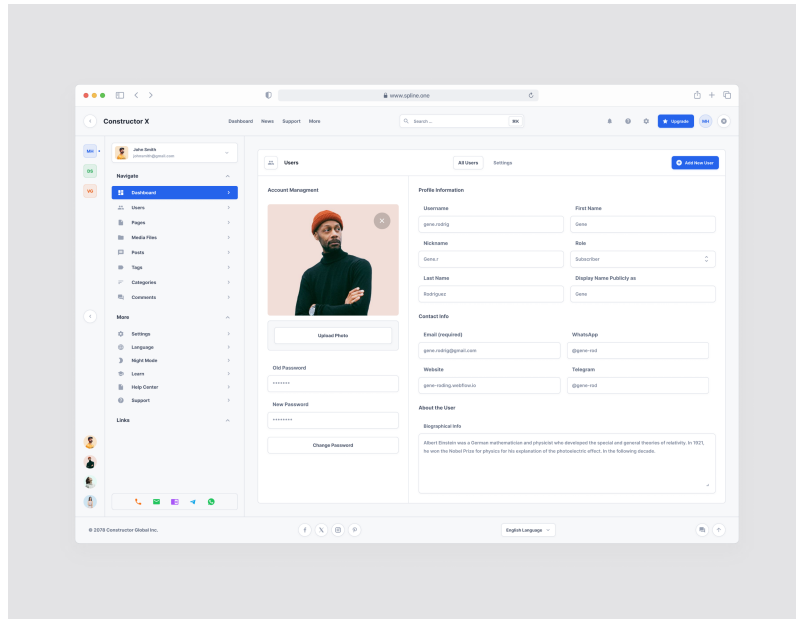 www.spline.one
Constructor X
Dashboard News Support More
Search ...
⌘K
Upgrade
MH
MH
DS
VO
John Smith
johnsmith@gmail.com
Navigate
Dashboard
Users
Pages
Media Files
Posts
Tags
Categories
Comments
More
Settings
Language
Night Mode
Learn
Help Center
Support
Links
Users
All Users
Settings
Add New User
Account Managment
Upload Photo
Old Password
*******
New Password
********
Change Password
Profile Information
Username
gene.rodrig
First Name
Gene
Nickname
Gene.r
Role
Subscriber
Last Name
Rodriguez
Display Name Publicly as
Gene
Contact Info
Email (required)
gene.rodrig@gmail.com
WhatsApp
@gene-rod
Website
gene-rodrig.webflow.io
Telegram
@gene-rod
About the User
Biographical Info
Albert Einstein was a German mathematician and physicist who developed the special and general theories of relativity. In 1921,
he won the Nobel Prize for physics for his explanation of the photoelectric effect. In the following decade.
© 2078 Constructor Global Inc.
English Language